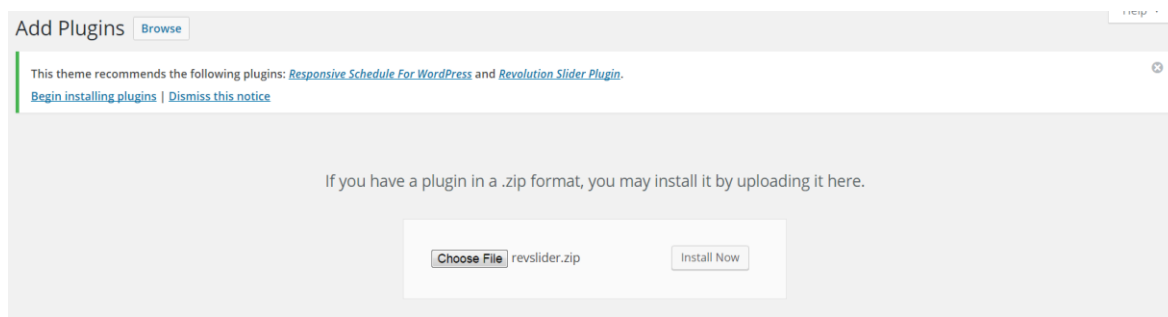 Help
Add Plugins Browse
This theme recommends the following plugins: Responsive Schedule For WordPress and Revolution Slider Plugin.
Begin installing plugins | Dismiss this notice
If you have a plugin in a .zip format, you may install it by uploading it here.
Choose File revslider.zip Install Now